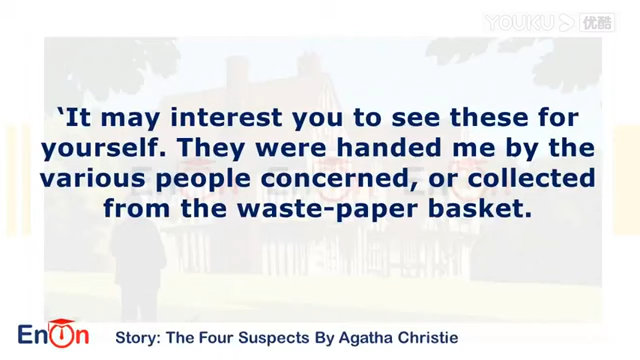 YOUKU 优酷
‘It may interest you to see these for
yourself. They were handed me by the
various people concerned, or collected
from the waste-paper basket.
EnOn Story: The Four Suspects By Agatha Christie